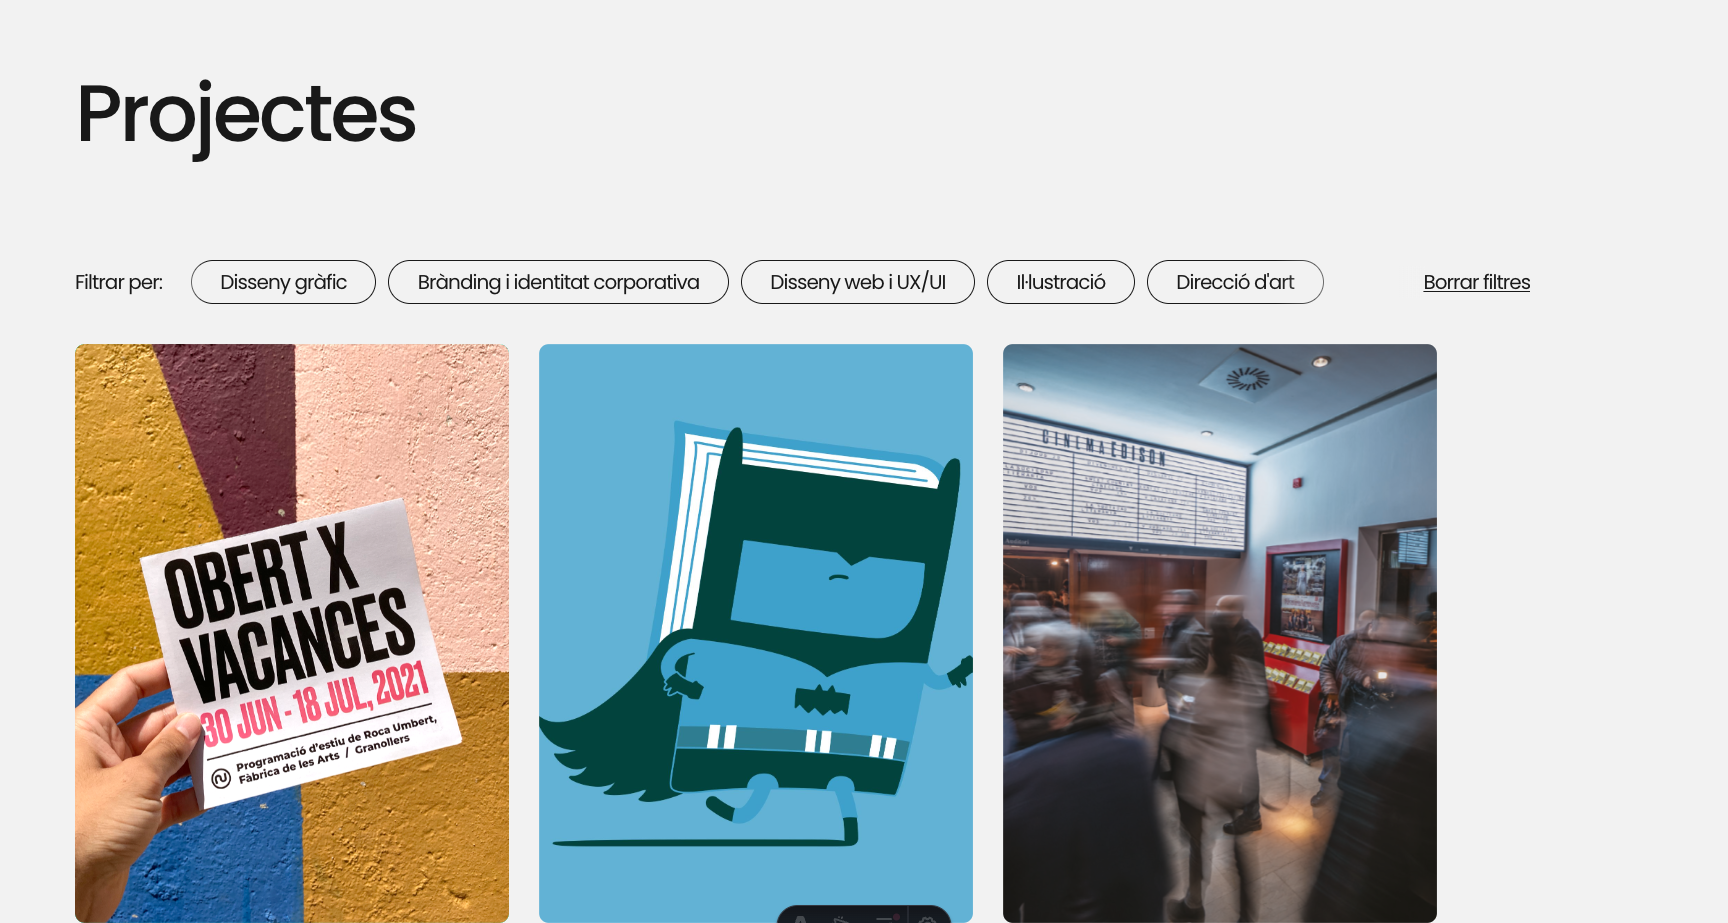 Projectes
Filtrar per:
Disseny gràfic
Brànding i identitat corporativa
Disseny web i UX/UI
Il·lustració
Direcció d'art
Borrar filtres
OBERT X
VACANCES
30 JUN - 18 JUL, 2021
Programació d'estiu de Roca Umbert,
Fàbrica de les Arts / Granollers
CINEMA EDISON